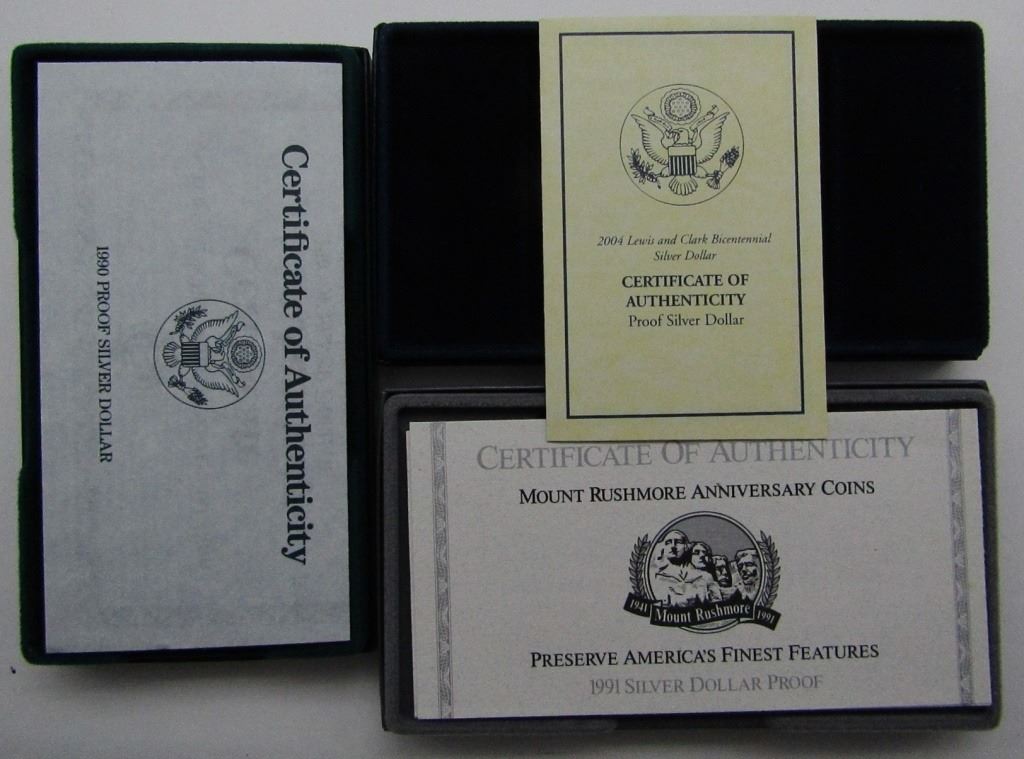 Certificate of Authenticity
1990 PROOF SILVER DOLLAR
2004 Lewis and Clark Bicentennial
Silver Dollar
CERTIFICATE OF
AUTHENTICITY
Proof Silver Dollar
CERTIFICATE OF AUTHENTICITY
MOUNT RUSHMORE ANNIVERSARY COINS
1941 Mount Rushmore 1991
PRESERVE AMERICA'S FINEST FEATURES
1991 SILVER DOLLAR PROOF